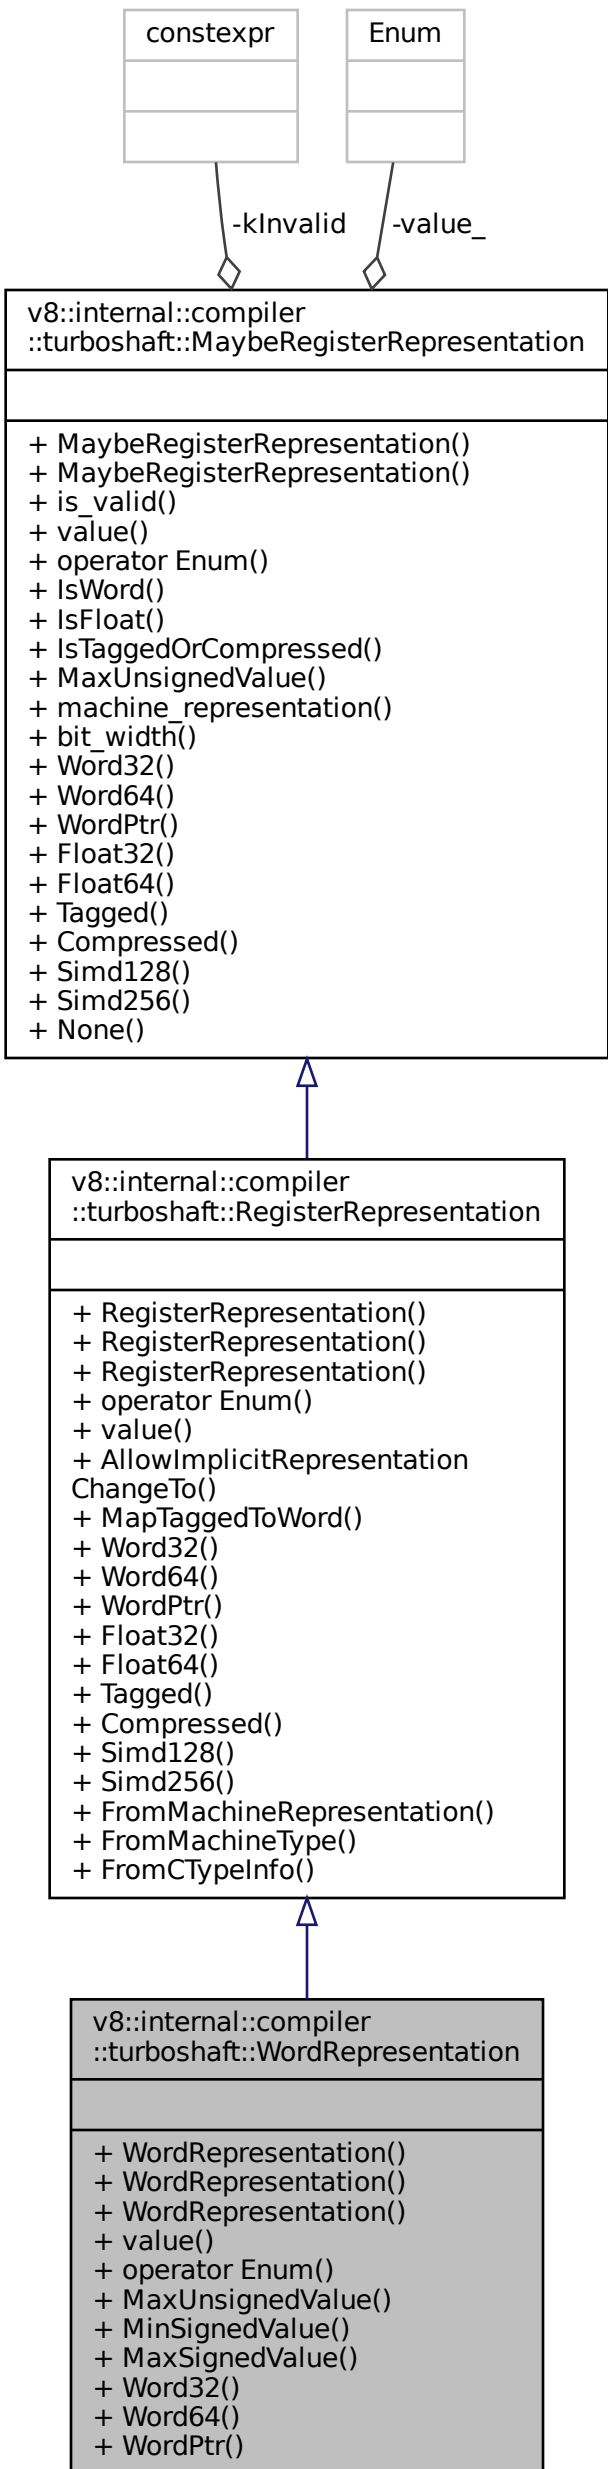 constexpr
Enum
-kInvalid
-value_
v8::internal::compiler
::turboshaft::MaybeRegisterRepresentation
+ MaybeRegisterRepresentation()
+ MaybeRegisterRepresentation()
+ is_valid()
+ value()
+ operator Enum()
+ IsWord()
+ IsFloat()
+ IsTaggedOrCompressed()
+ MaxUnsignedValue()
+ machine_representation()
+ bit_width()
+ Word32()
+ Word64()
+ WordPtr()
+ Float32()
+ Float64()
+ Tagged()
+ Compressed()
+ Simd128()
+ Simd256()
+ None()
v8::internal::compiler
::turboshaft::RegisterRepresentation
+ RegisterRepresentation()
+ RegisterRepresentation()
+ RegisterRepresentation()
+ operator Enum()
+ value()
+ AllowImplicitRepresentation
ChangeTo()
+ MapTaggedToWord()
+ Word32()
+ Word64()
+ WordPtr()
+ Float32()
+ Float64()
+ Tagged()
+ Compressed()
+ Simd128()
+ Simd256()
+ FromMachineRepresentation()
+ FromMachineType()
+ FromCTypeInfo()
v8::internal::compiler
::turboshaft::WordRepresentation
+ WordRepresentation()
+ WordRepresentation()
+ WordRepresentation()
+ value()
+ operator Enum()
+ MaxUnsignedValue()
+ MinSignedValue()
+ MaxSignedValue()
+ Word32()
+ Word64()
+ WordPtr()